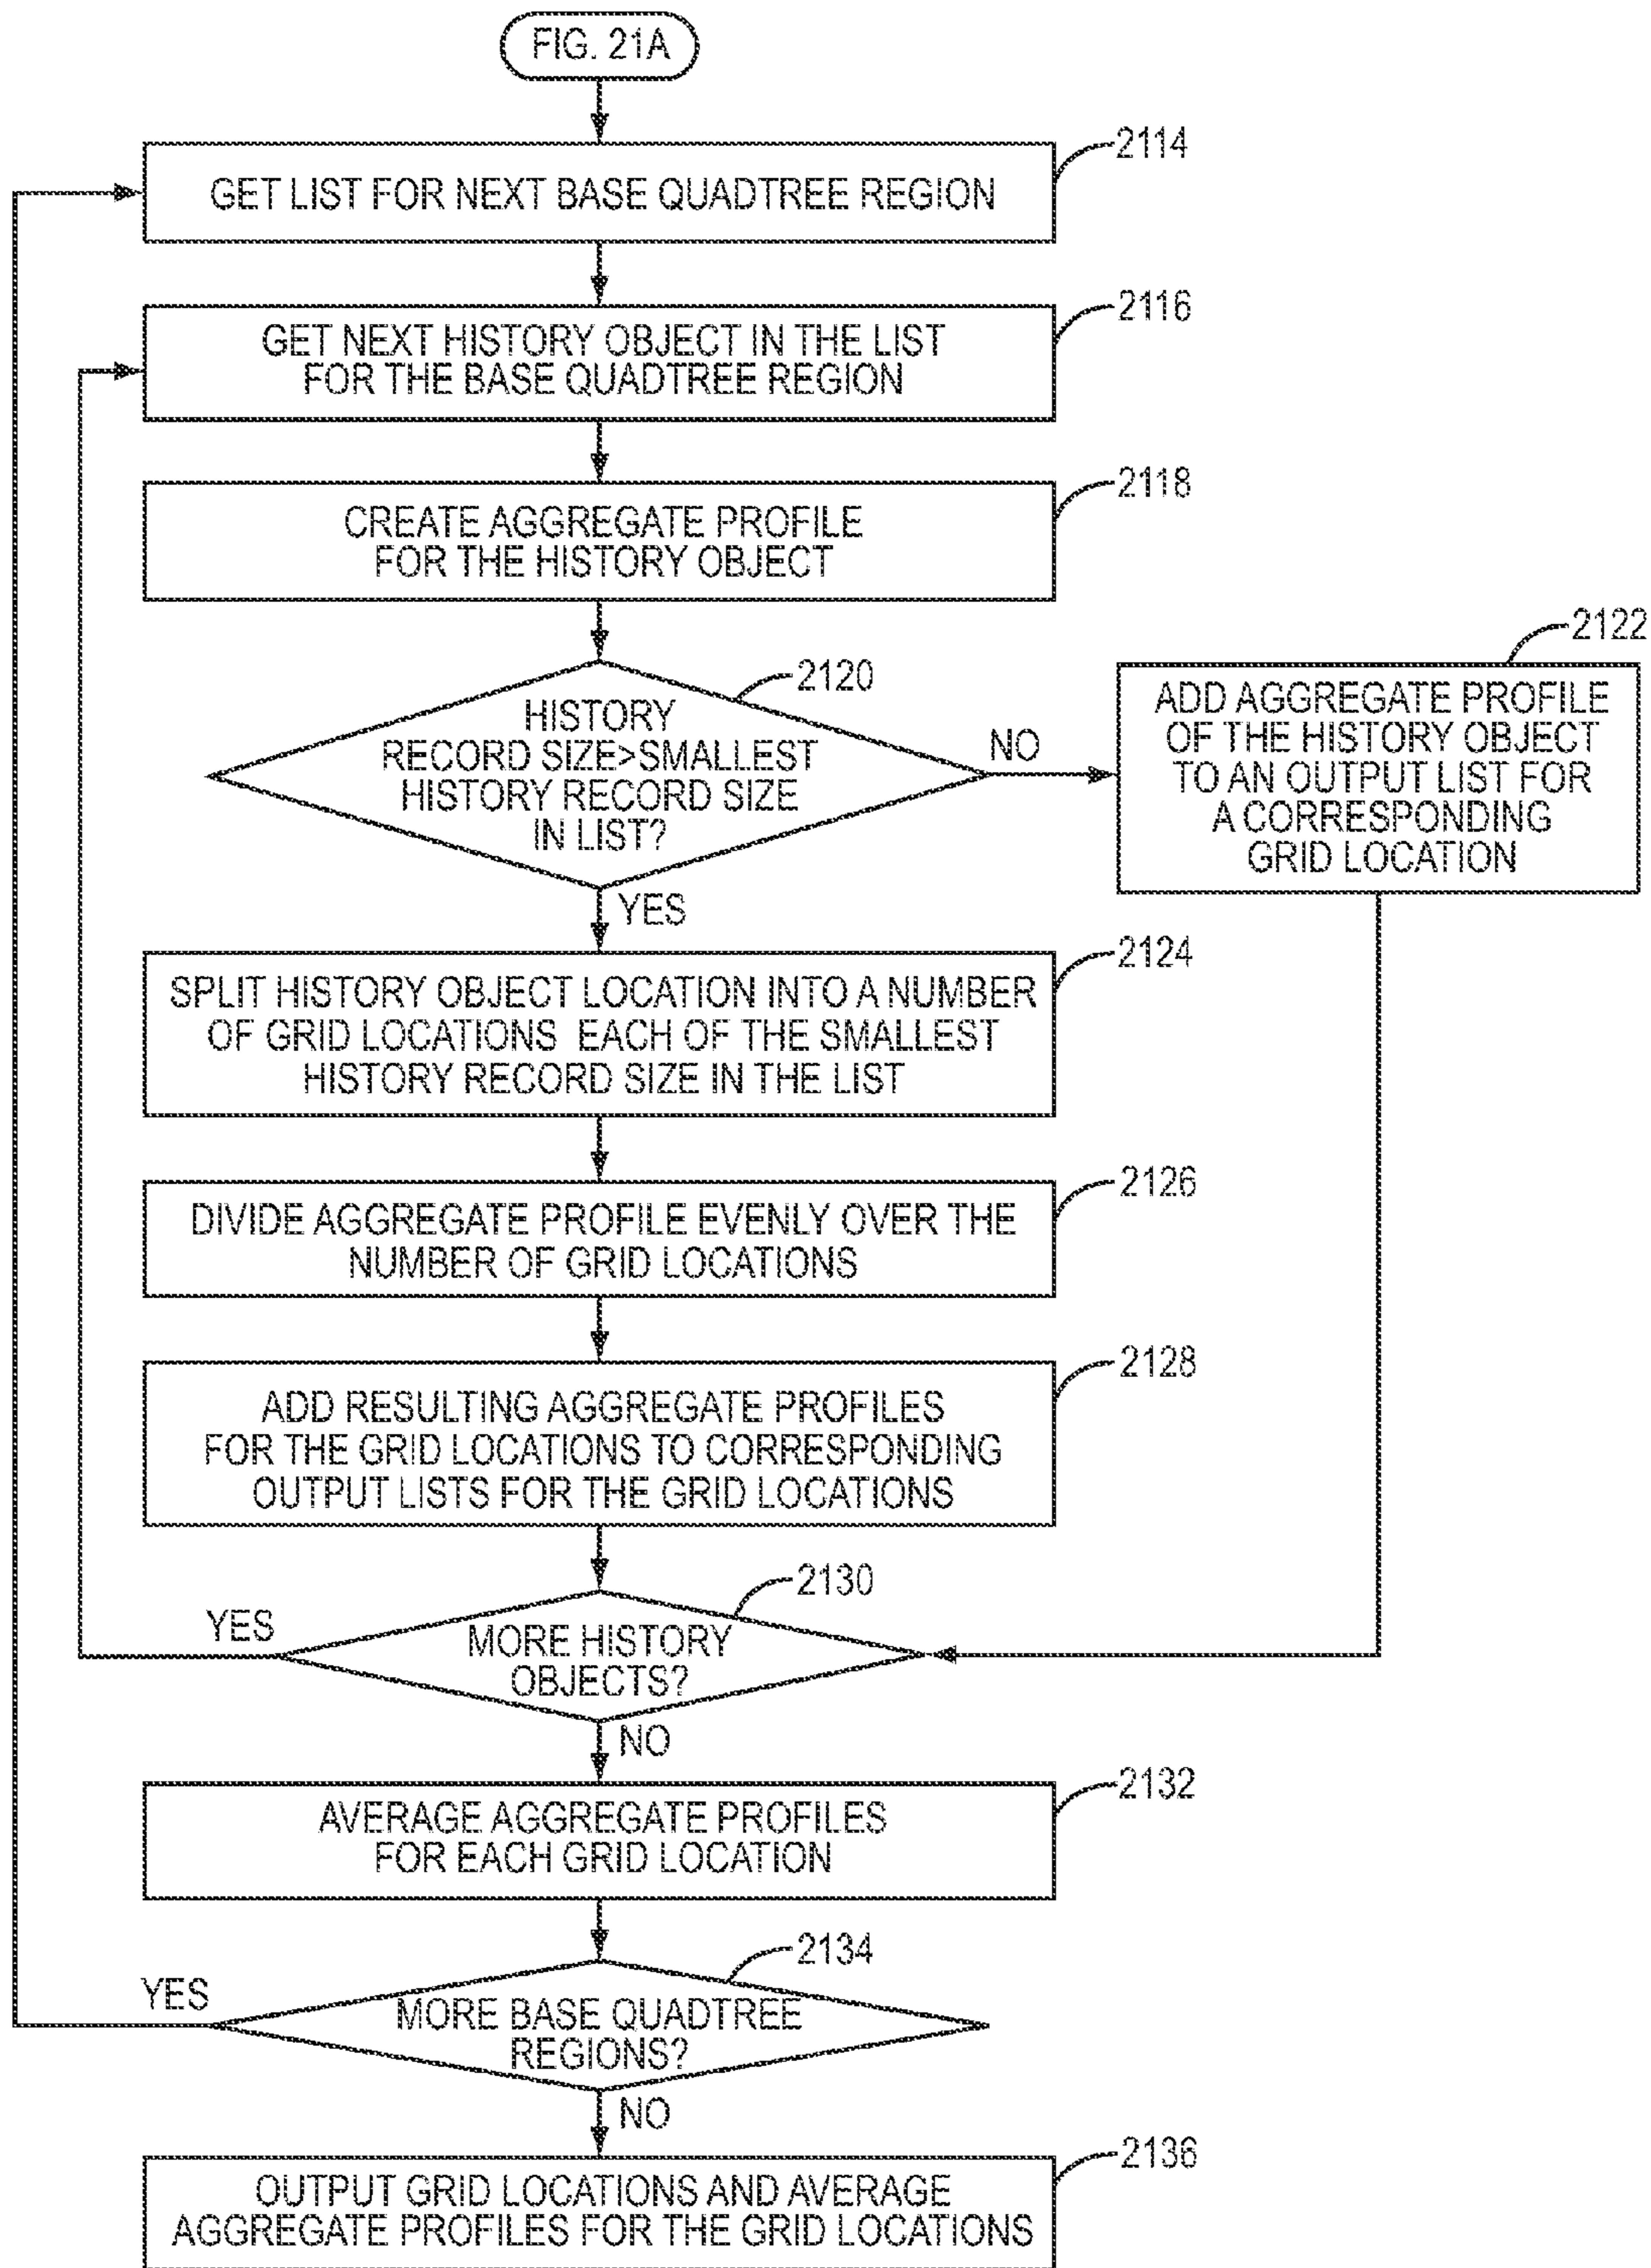 FIG. 21A
2114
GET LIST FOR NEXT BASE QUADTREE REGION
2116
GET NEXT HISTORY OBJECT IN THE LIST
FOR THE BASE QUADTREE REGION
2118
CREATE AGGREGATE PROFILE
FOR THE HISTORY OBJECT
2120
HISTORY
RECORD SIZE>SMALLEST
HISTORY RECORD SIZE
IN LIST?
NO
2122
ADD AGGREGATE PROFILE
OF THE HISTORY OBJECT
TO AN OUTPUT LIST FOR
A CORRESPONDING
GRID LOCATION
YES
2124
SPLIT HISTORY OBJECT LOCATION INTO A NUMBER
OF GRID LOCATIONS EACH OF THE SMALLEST
HISTORY RECORD SIZE IN THE LIST
2126
DIVIDE AGGREGATE PROFILE EVENLY OVER THE
NUMBER OF GRID LOCATIONS
2128
ADD RESULTING AGGREGATE PROFILES
FOR THE GRID LOCATIONS TO CORRESPONDING
OUTPUT LISTS FOR THE GRID LOCATIONS
2130
YES
MORE HISTORY
OBJECTS?
NO
2132
AVERAGE AGGREGATE PROFILES
FOR EACH GRID LOCATION
2134
YES
MORE BASE QUADTREE
REGIONS?
NO
2136
OUTPUT GRID LOCATIONS AND AVERAGE
AGGREGATE PROFILES FOR THE GRID LOCATIONS